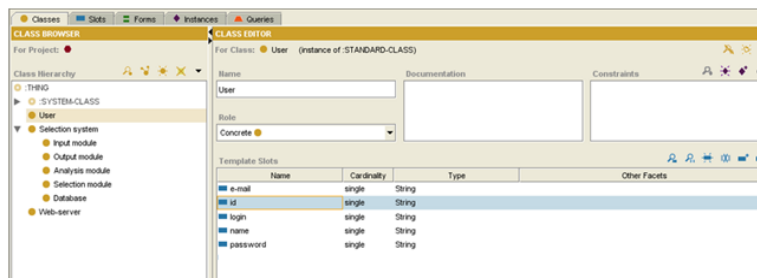 Classes Slots Forms Instances Queries
CLASS BROWSER
For Project:
Class Hierarchy
:THING
:SYSTEM-CLASS
User
Selection system
Input module
Output module
Analysis module
Selection module
Database
Web-server
CLASS EDITOR
For Class: User (instance of :STANDARD-CLASS)
Name Documentation Constraints
User
Role
Concrete
Template Slots
Name Cardinality Type Other Facets
e-mail single String
id single String
login single String
name single String
password single String